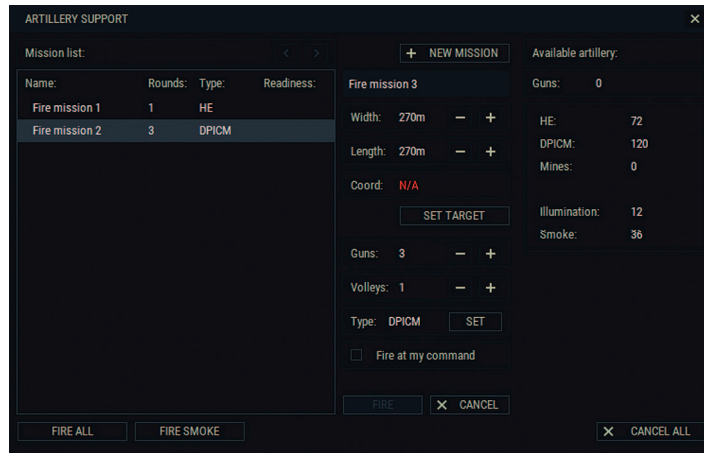 ARTILLERY SUPPORT
Mission list:
Name: Rounds: Type: Readiness:
Fire mission 1 1 HE
Fire mission 2 3 DPICM
FIRE ALL FIRE SMOKE
+ NEW MISSION
Fire mission 3
Width: 270m − +
Length: 270m − +
Coord: N/A
SET TARGET
Guns: 3 − +
Volleys: 1 − +
Type: DPICM SET
Fire at my command
FIRE X CANCEL
Available artillery:
Guns: 0
HE: 72
DPICM: 120
Mines: 0
Illumination: 12
Smoke: 36
X CANCEL ALL